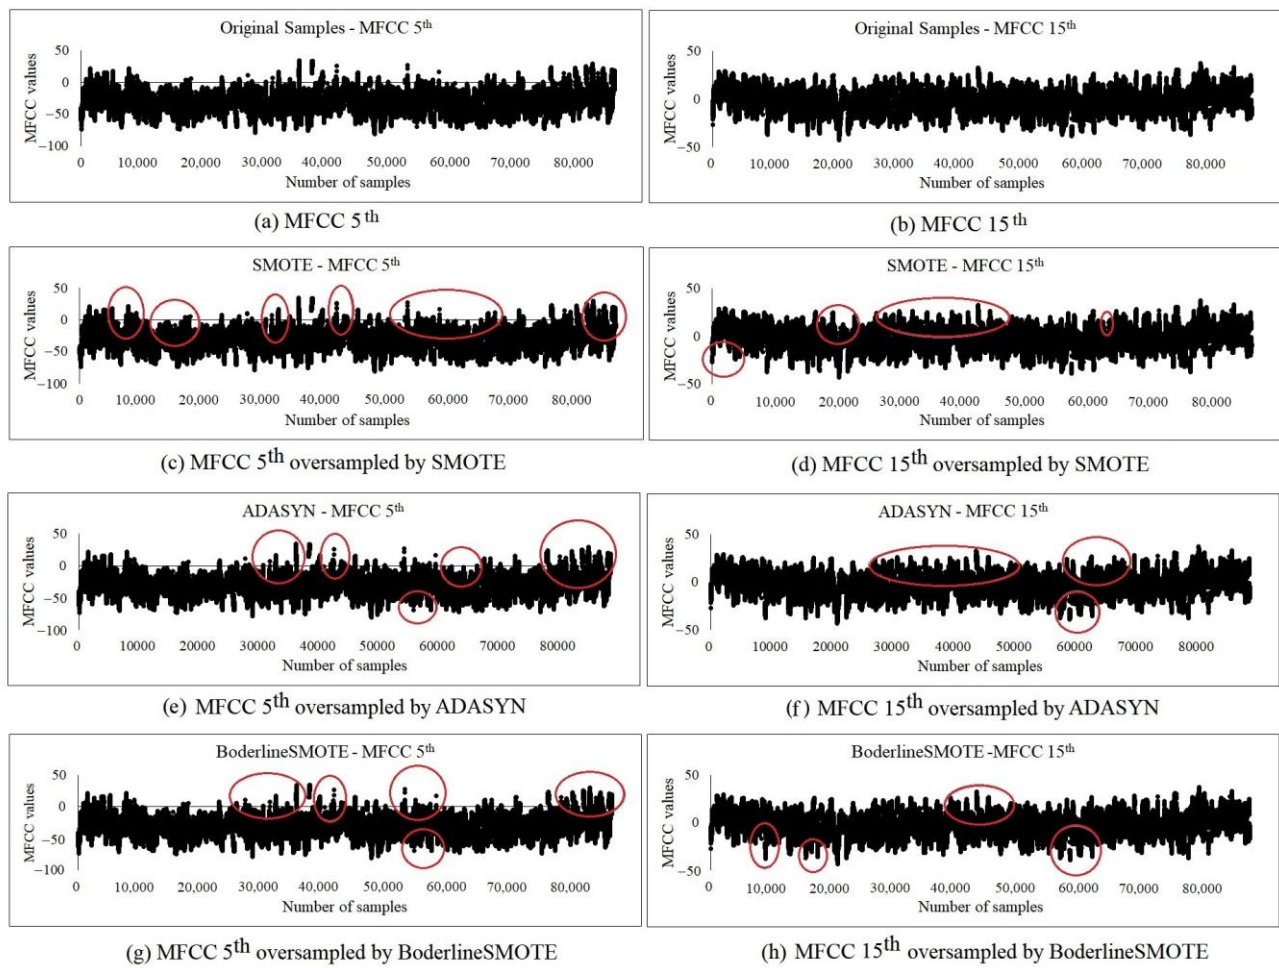 Original Samples - MFCC 5th
MFCC values
50
0
−50
−100
0 10,000 20,000 30,000 40,000 50,000 60,000 70,000 80,000
Number of samples
(a) MFCC 5th
Original Samples - MFCC 15th
MFCC values
50
0
−50
0 10,000 20,000 30,000 40,000 50,000 60,000 70,000 80,000
Number of samples
(b) MFCC 15th
SMOTE - MFCC 5th
MFCC values
50
0
−50
−100
0 10,000 20,000 30,000 40,000 50,000 60,000 70,000 80,000
Number of samples
(c) MFCC 5th oversampled by SMOTE
SMOTE - MFCC 15th
MFCC values
50
0
−50
0 10,000 20,000 30,000 40,000 50,000 60,000 70,000 80,000
Number of samples
(d) MFCC 15th oversampled by SMOTE
ADASYN - MFCC 5th
MFCC values
50
0
−50
−100
0 10000 20000 30000 40000 50000 60000 70000 80000
Number of samples
(e) MFCC 5th oversampled by ADASYN
ADASYN - MFCC 15th
MFCC values
50
0
−50
0 10000 20000 30000 40000 50000 60000 70000 80000
Number of samples
(f) MFCC 15th oversampled by ADASYN
BoderlineSMOTE - MFCC 5th
MFCC values
50
0
−50
−100
0 10,000 20,000 30,000 40,000 50,000 60,000 70,000 80,000
Number of samples
(g) MFCC 5th oversampled by BoderlineSMOTE
BoderlineSMOTE -MFCC 15th
MFCC values
50
0
−50
0 10,000 20,000 30,000 40,000 50,000 60,000 70,000 80,000
Number of samples
(h) MFCC 15th oversampled by BoderlineSMOTE